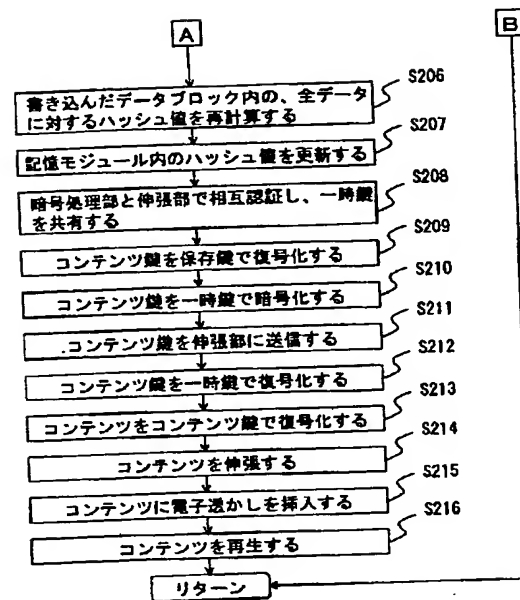 A
B
書き込んだデータブロック内の、全データ
に対するハッシュ値を再計算する
S206
記憶モジュール内のハッシュ値を更新する
S207
暗号処理部と伸張部で相互認証し、一時鍵
を共有する
S208
コンテンツ鍵を保存鍵で復号化する
S209
コンテンツ鍵を一時鍵で暗号化する
S210
コンテンツ鍵を伸張部に送信する
S211
コンテンツ鍵を一時鍵で復号化する
S212
コンテンツをコンテンツ鍵で復号化する
S213
コンテンツを伸張する
S214
コンテンツに電子透かしを挿入する
S215
コンテンツを再生する
S216
リターン